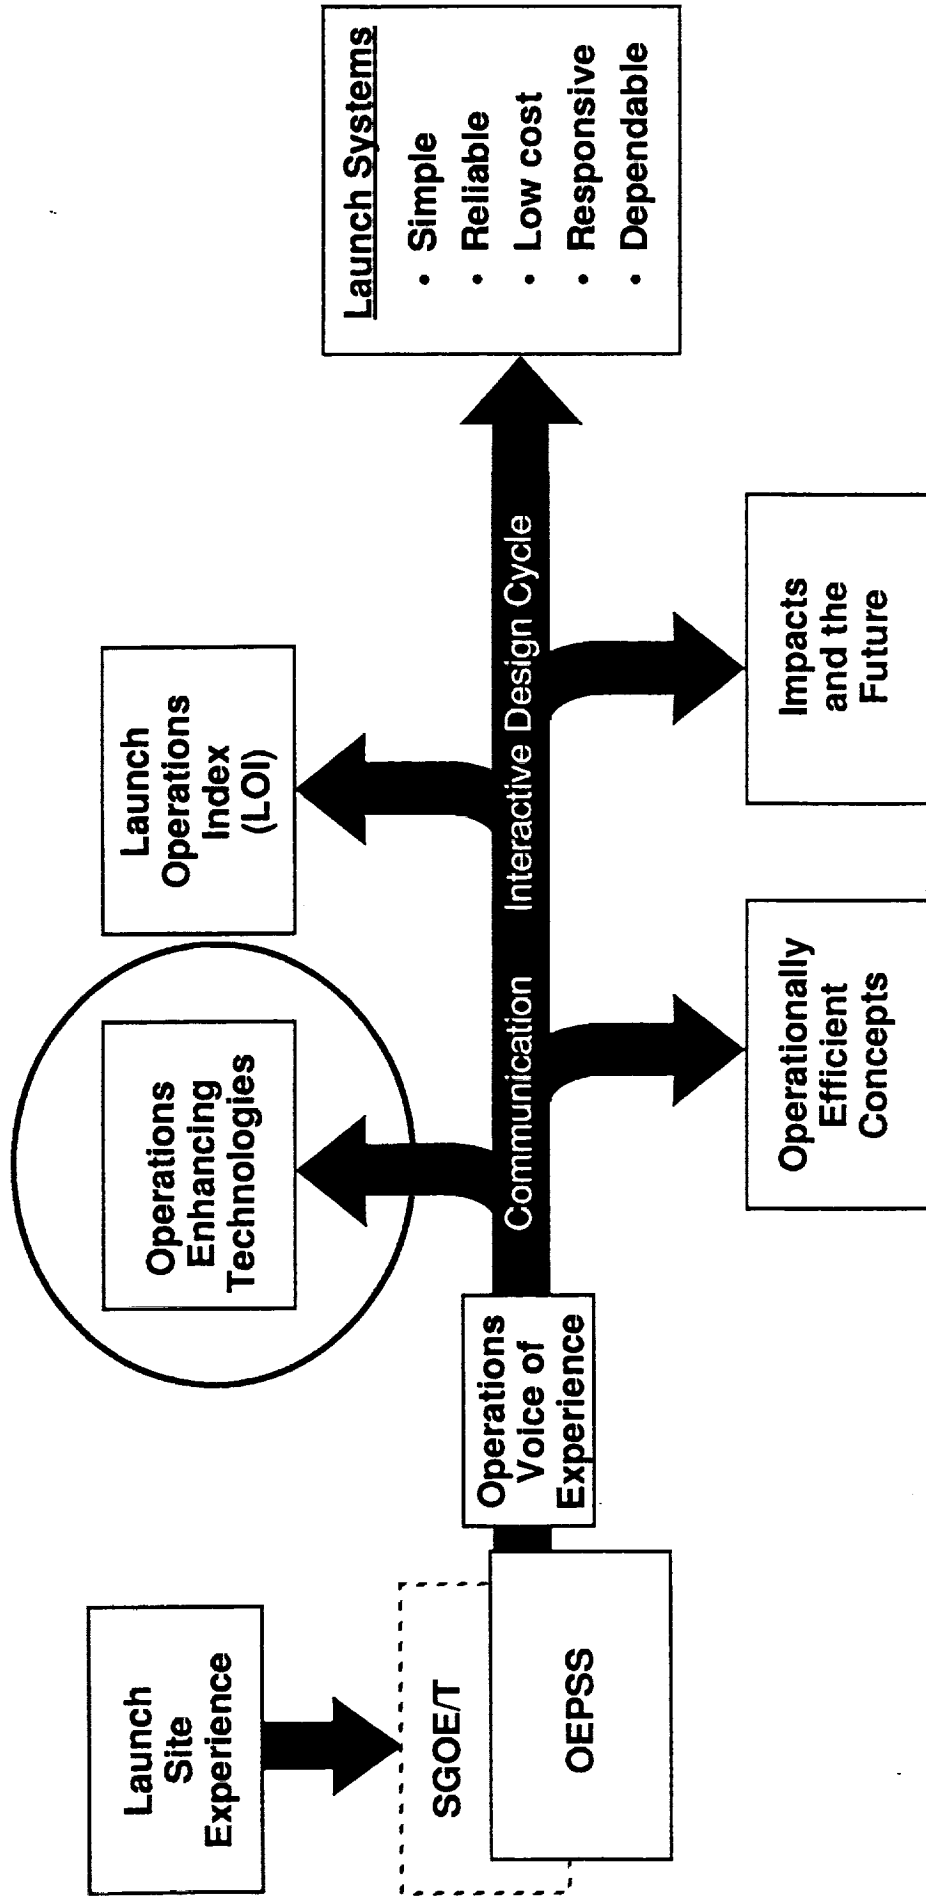 Launch
Site
Experience
SGOE/T
OEPSS
Operations
Voice of
Experience
Operations
Enhancing
Technologies
Launch
Operations
Index
(LOI)
Communication Interactive Design Cycle
Operationally
Efficient
Concepts
Impacts
and the
Future
Launch Systems
• Simple
• Reliable
• Low cost
• Responsive
• Dependable